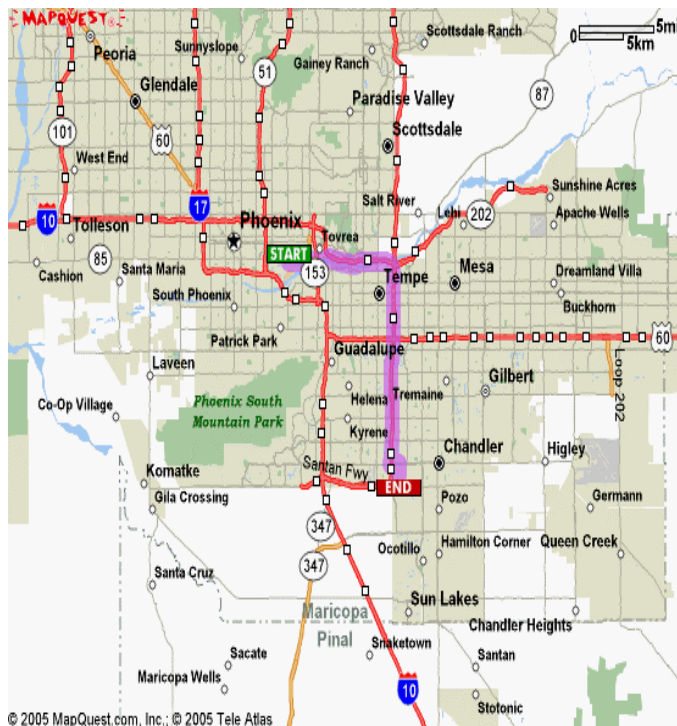 MAPQUEST
Scottsdale Ranch
5mi
0
5km
Peoria
Sunnyslope
Gainey Ranch
51
87
Glendale
Paradise Valley
101
60
Scottsdale
West End
17
Salt River
Sunshine Acres
10
Tolleson
Phoenix
Lehi
202
Apache Wells
Tovrea
START
85
Cashion
Santa Maria
153
Tempe
Mesa
Dreamland Villa
Buckhorn
South Phoenix
Patrick Park
60
Guadalupe
Laveen
Loop 202
Helena
Tremaine
Gilbert
Phoenix South
Mountain Park
Co-Op Village
Kyrene
Chandler
Higley
Santan Fwy
Komatke
END
Gila Crossing
Pozo
Germann
347
Ocotillo
Hamilton Corner
Queen Creek
347
Santa Cruz
Sun Lakes
Maricopa
Chandler Heights
Pinal
Sacate
Snaketown
Santan
Maricopa Wells
10
Stotonic
© 2005 MapQuest.com, Inc.; © 2005 Tele Atlas